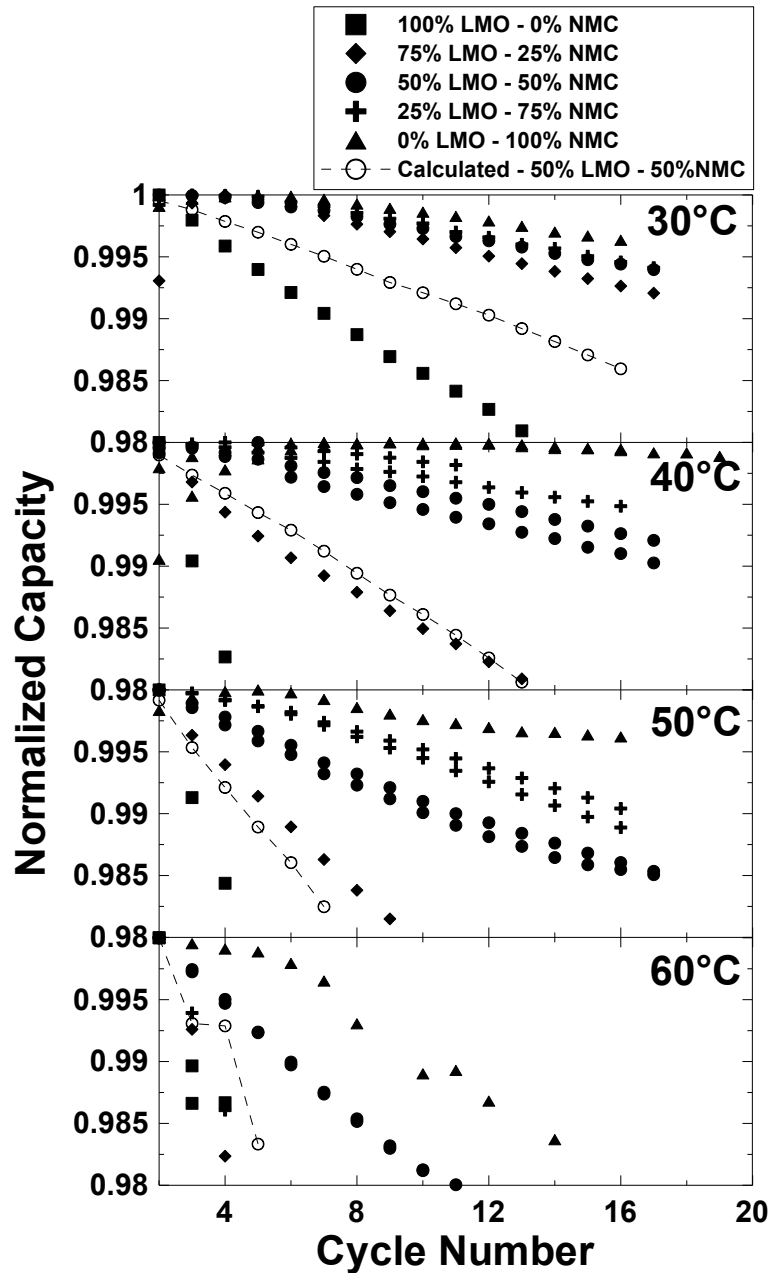 100% LMO - 0% NMC
75% LMO - 25% NMC
50% LMO - 50% NMC
25% LMO - 75% NMC
0% LMO - 100% NMC
Calculated - 50% LMO - 50%NMC
1
30°C
0.995
0.99
0.985
0.98
40°C
0.995
0.99
0.985
0.98
50°C
0.995
0.99
0.985
0.98
60°C
0.995
0.99
0.985
0.98
4 8 12 16 20
Cycle Number
Normalized Capacity